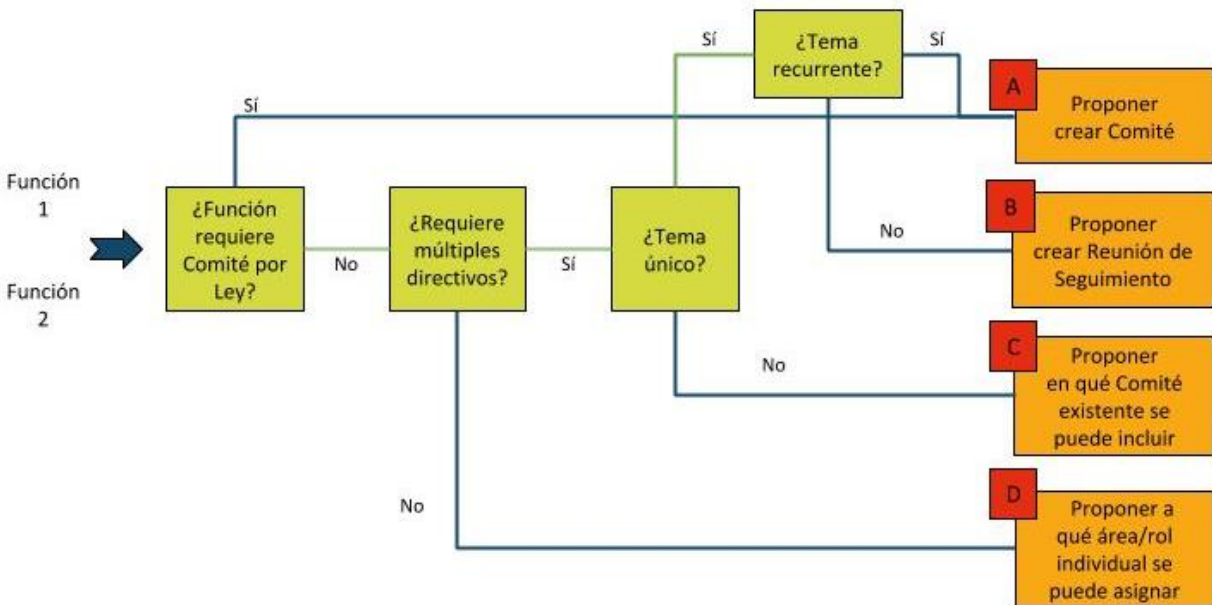 Sí
¿Tema
recurrente?
Sí
A
Proponer
crear Comité
Sí
Función
1
Función
2
¿Función
requiere
Comité por
Ley?
No
¿Requiere
múltiples
directivos?
Sí
¿Tema
único?
No
B
Proponer
crear Reunión de
Seguimiento
No
C
Proponer
en qué Comité
existente se
puede incluir
No
D
Proponer a
qué área/rol
individual se
puede asignar